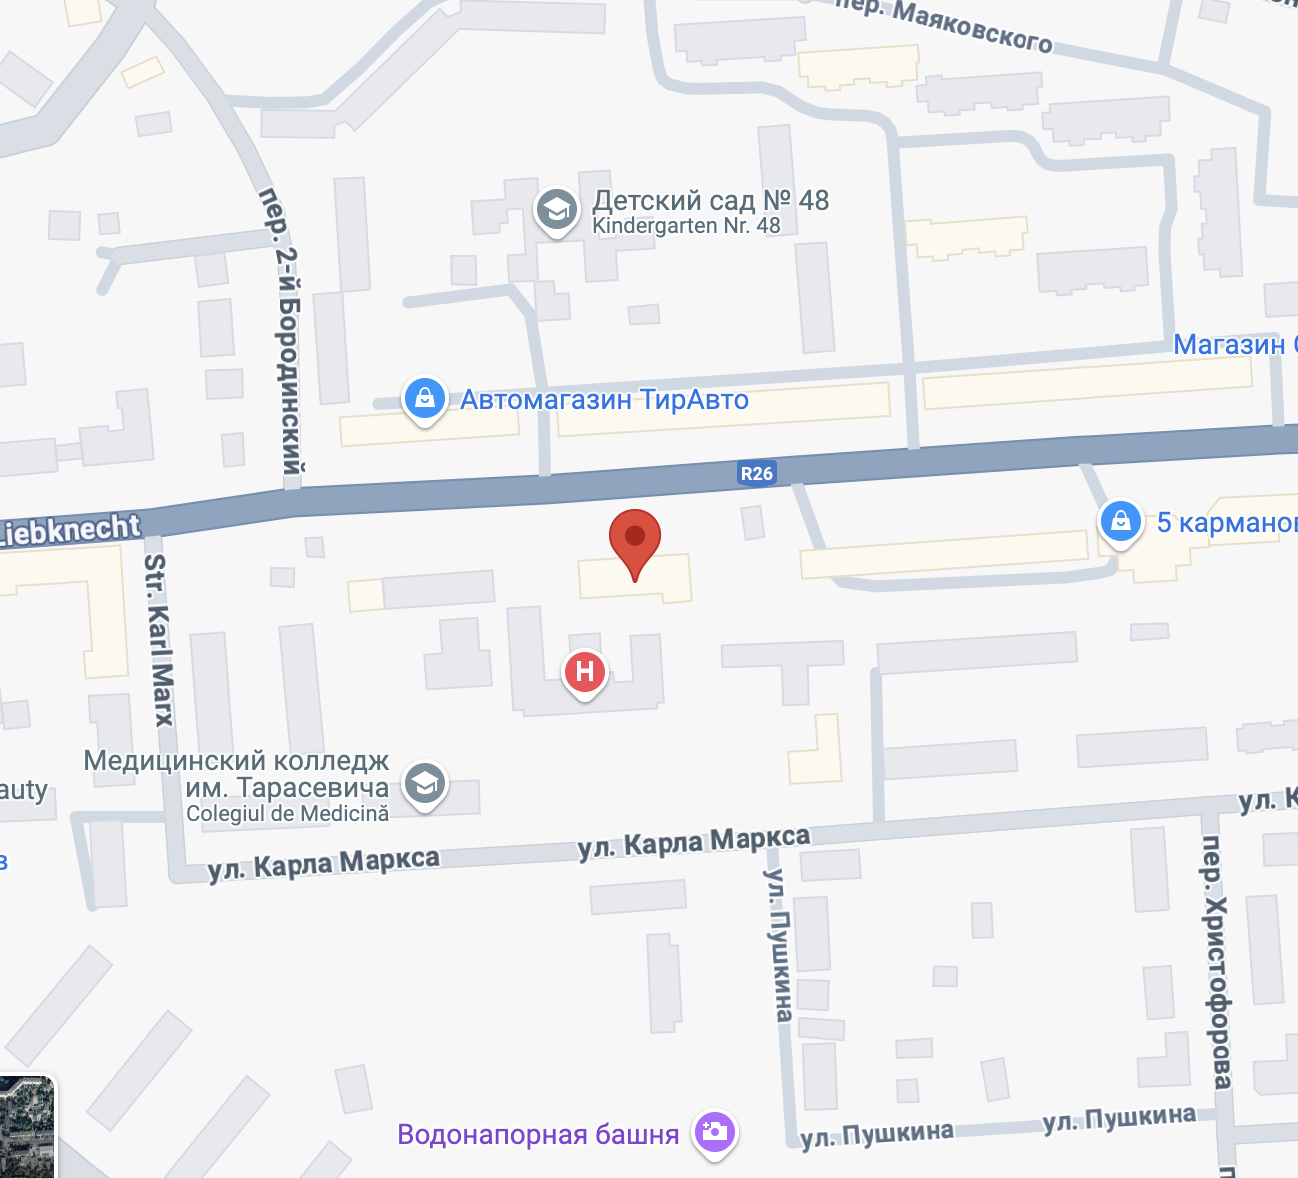 пер. Маяковского
Детский сад № 48
Kindergarten Nr. 48
пер. 2-й Бородинский
Магазин
Автомагазин ТирАвто
R26
Liebknecht
5 карманов
Str. Karl Marx
H
Медицинский колледж
им. Тарасевича
Colegiul de Medicină
auty
ул. К
ул. Карла Маркса
ул. Карла Маркса
в
ул. Пушкина
пер. Христофорова
Водонапорная башня
ул. Пушкина
ул. Пушкина
п